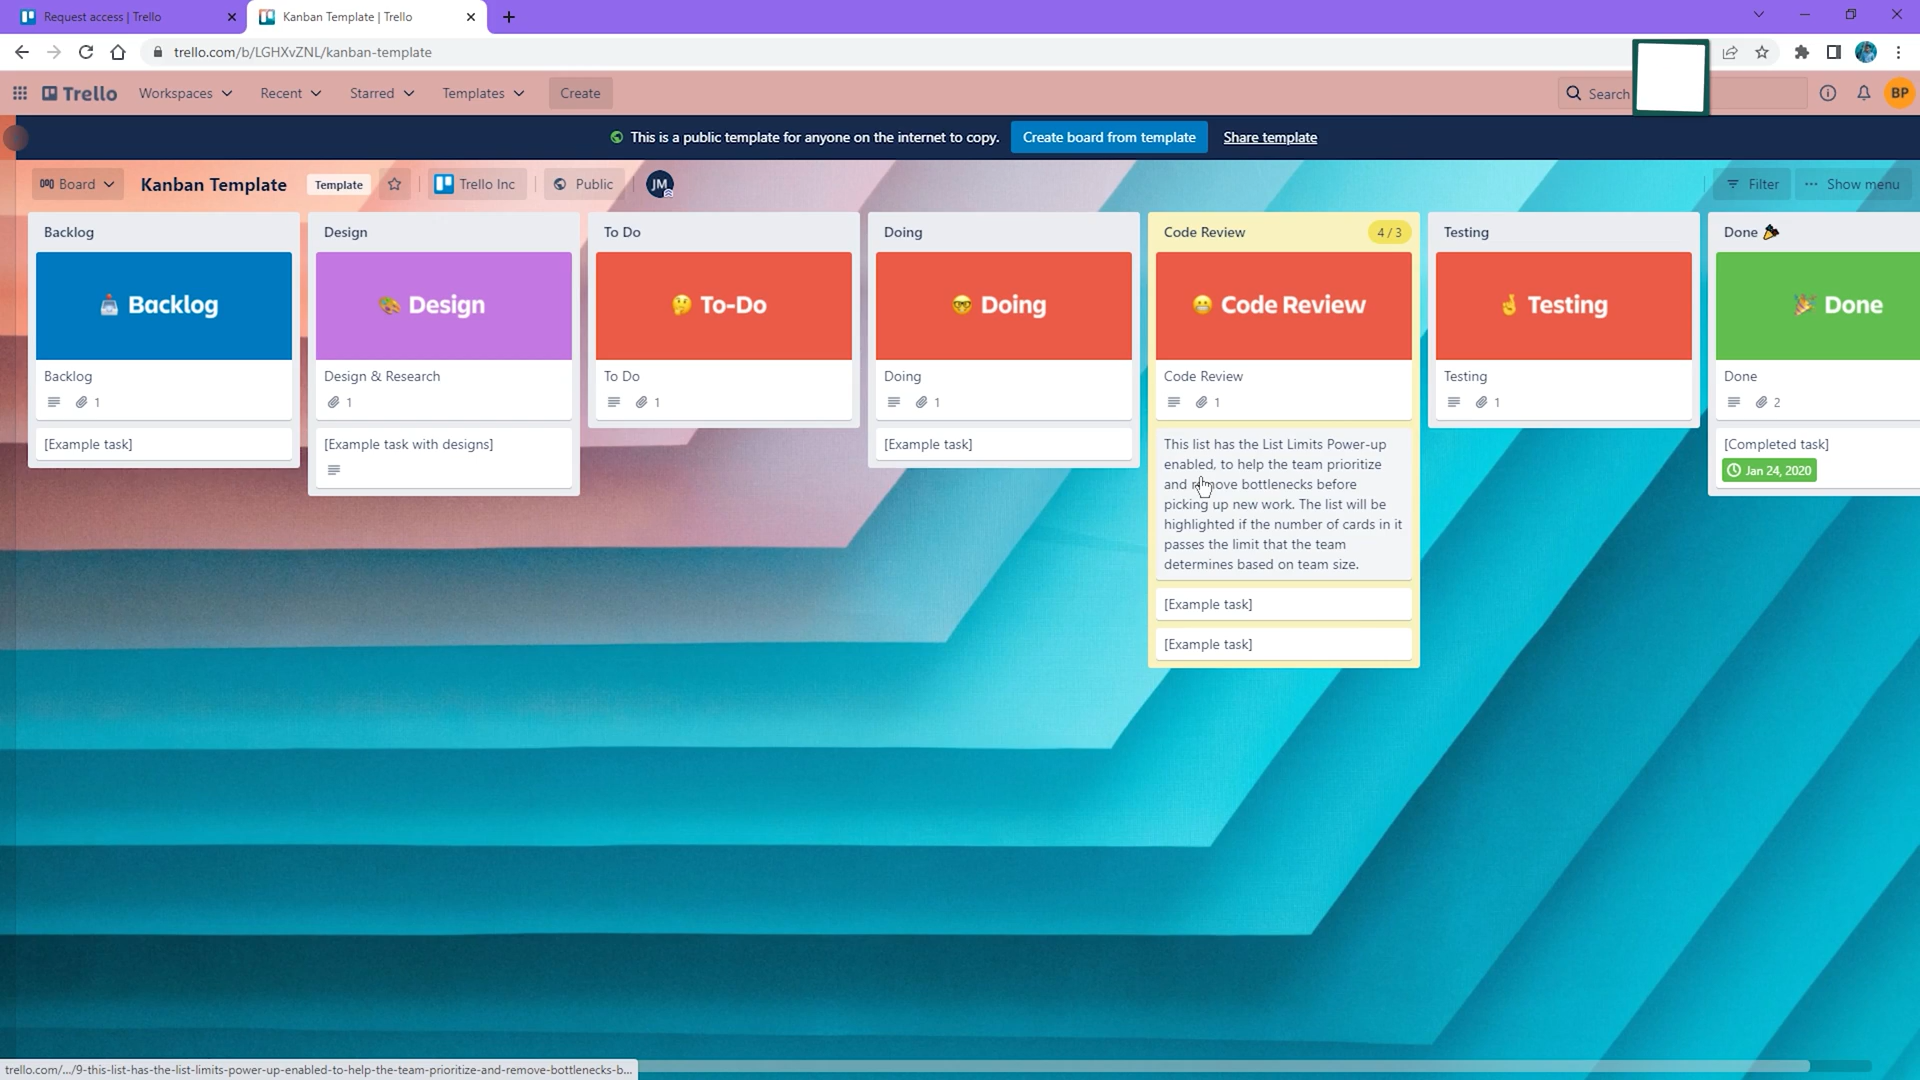 Request access | Trello
Kanban Template | Trello
trello.com/b/LGHXvZNL/kanban-template
Trello
Workspaces
Recent
Starred
Templates
Create
Search
BP
This is a public template for anyone on the internet to copy.
Create board from template
Share template
Board
Kanban Template
Template
Trello Inc
Public
JM
Filter
Show menu
Backlog
Backlog
Backlog
1
[Example task]
Design
Design
Design & Research
1
[Example task with designs]
To Do
To-Do
To Do
1
Doing
Doing
Doing
1
[Example task]
Code Review
4 / 3
Code Review
Code Review
1
This list has the List Limits Power-up
enabled, to help the team prioritize
and remove bottlenecks before
picking up new work. The list will be
highlighted if the number of cards in it
passes the limit that the team
determines based on team size.
[Example task]
[Example task]
Testing
Testing
Testing
1
Done
Done
Done
2
[Completed task]
Jan 24, 2020
trello.com/.../9-this-list-has-the-list-limits-power-up-enabled-to-help-the-team-prioritize-and-remove-bottlenecks-b...